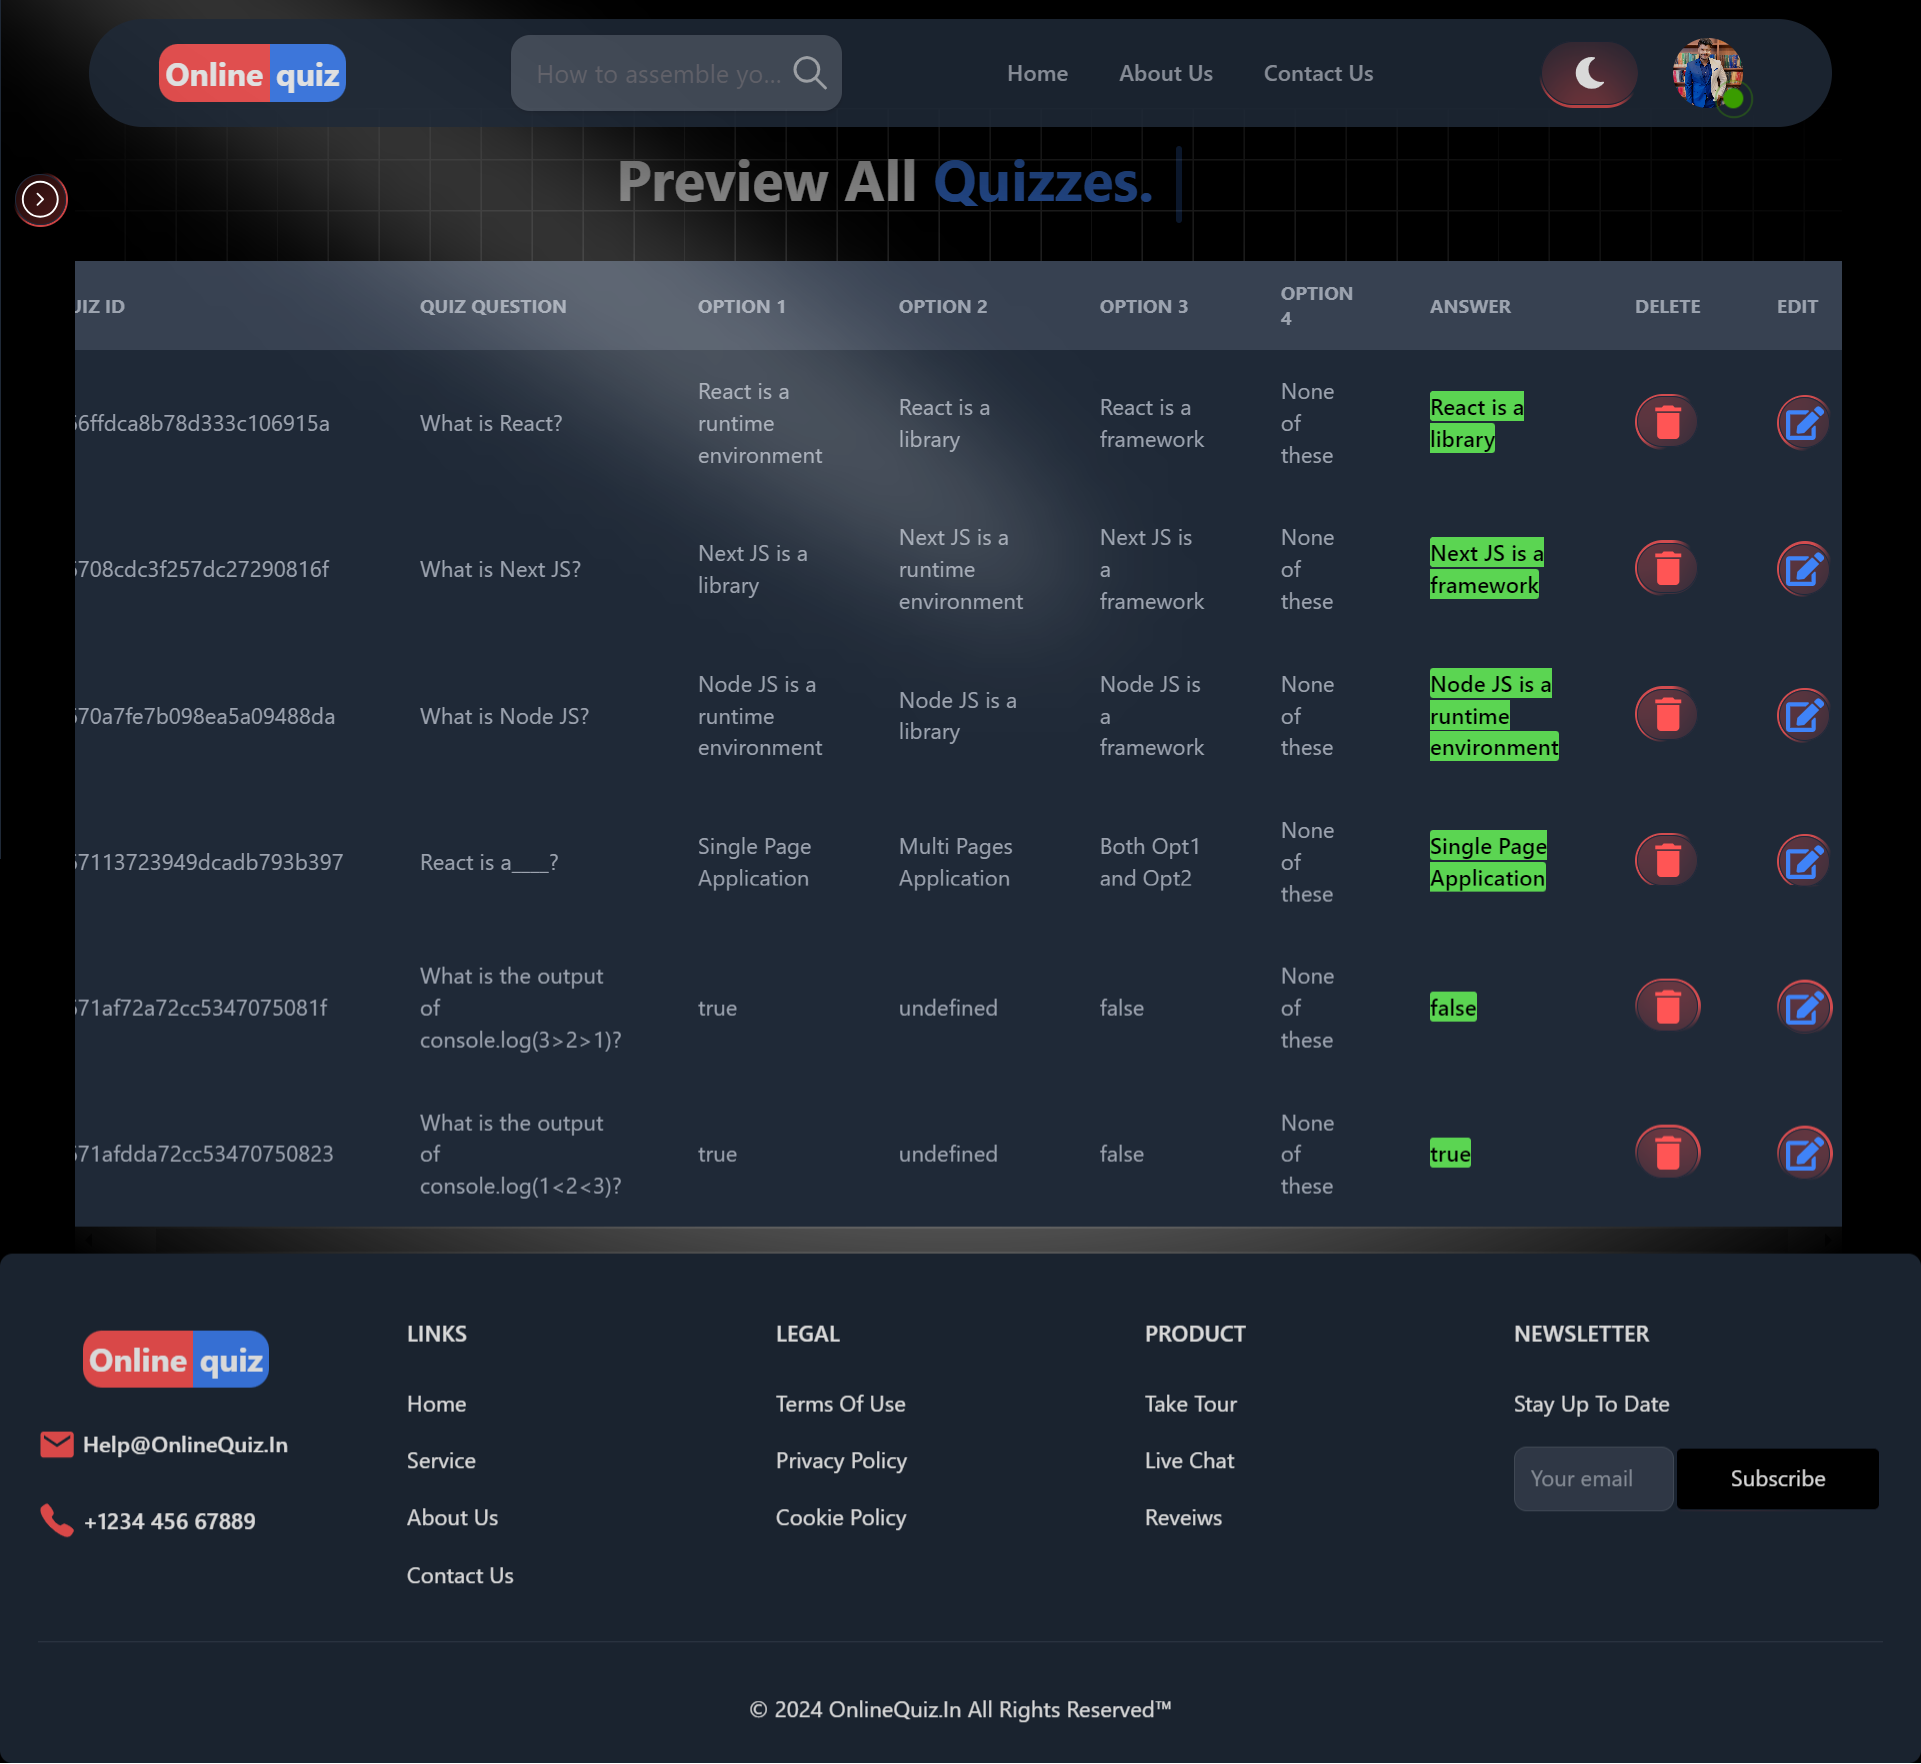 Online quiz
How to assemble yo...
Home
About Us
Contact Us
Preview All Quizzes.
UIZ ID
QUIZ QUESTION
OPTION 1
OPTION 2
OPTION 3
OPTION
4
ANSWER
DELETE
EDIT
66ffdca8b78d333c106915a
What is React?
React is a
runtime
environment
React is a
library
React is a
framework
None
of
these
React is a
library
6708cdc3f257dc27290816f
What is Next JS?
Next JS is a
library
Next JS is a
runtime
environment
Next JS is
a
framework
None
of
these
Next JS is a
framework
670a7fe7b098ea5a09488da
What is Node JS?
Node JS is a
runtime
environment
Node JS is a
library
Node JS is
a
framework
None
of
these
Node JS is a
runtime
environment
67113723949dcadb793b397
React is a____?
Single Page
Application
Multi Pages
Application
Both Opt1
and Opt2
None
of
these
Single Page
Application
671af72a72cc5347075081f
What is the output
of
console.log(3>2>1)?
true
undefined
false
None
of
these
false
671afdda72cc53470750823
What is the output
of
console.log(1<2<3)?
true
undefined
false
None
of
these
true
Online quiz
Help@OnlineQuiz.In
+1234 456 67889
LINKS
Home
Service
About Us
Contact Us
LEGAL
Terms Of Use
Privacy Policy
Cookie Policy
PRODUCT
Take Tour
Live Chat
Reveiws
NEWSLETTER
Stay Up To Date
Your email
Subscribe
© 2024 OnlineQuiz.In All Rights Reserved™